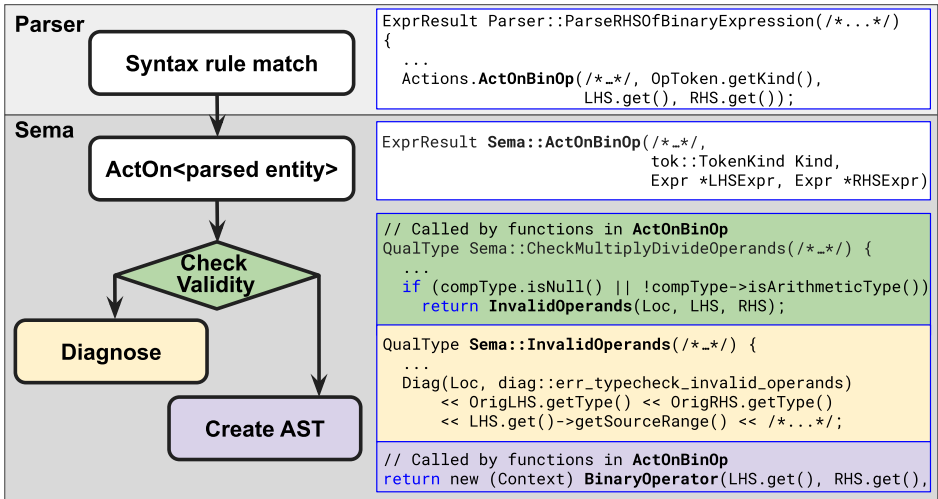 Parser
Syntax rule match
ExprResult Parser::ParseRHSOfBinaryExpression(/*...*/)
{
  ...
  Actions.ActOnBinOp(/*…*/, OpToken.getKind(),
                     LHS.get(), RHS.get());
Sema
ActOn<parsed entity>
ExprResult Sema::ActOnBinOp(/*…*/,
                            tok::TokenKind Kind,
                            Expr *LHSExpr, Expr *RHSExpr)
Check
Validity
// Called by functions in ActOnBinOp
QualType Sema::CheckMultiplyDivideOperands(/*…*/) {
  ...
  if (compType.isNull() || !compType->isArithmeticType())
    return InvalidOperands(Loc, LHS, RHS);
Diagnose
QualType Sema::InvalidOperands(/*…*/) {
  ...
  Diag(Loc, diag::err_typecheck_invalid_operands)
      << OrigLHS.getType() << OrigRHS.getType()
      << LHS.get()->getSourceRange() << /*...*/;
Create AST
// Called by functions in ActOnBinOp
return new (Context) BinaryOperator(LHS.get(), RHS.get(),